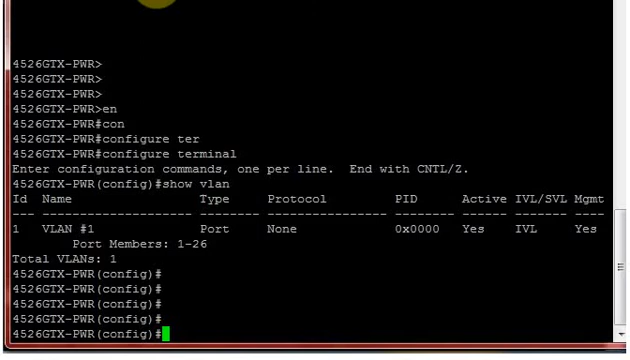 4526GTX-PWR>
4526GTX-PWR>
4526GTX-PWR>
4526GTX-PWR>en
4526GTX-PWR#con
4526GTX-PWR#configure ter
4526GTX-PWR#configure terminal
Enter configuration commands, one per line.  End with CNTL/Z.
4526GTX-PWR(config)#show vlan
Id  Name                 Type     Protocol         PID     Active IVL/SVL Mgmt
--- -------------------- -------- ---------------- ------- ------ ------- ----
1   VLAN #1              Port     None             0x0000  Yes    IVL     Yes
        Port Members: 1-26
Total VLANs: 1
4526GTX-PWR(config)#
4526GTX-PWR(config)#
4526GTX-PWR(config)#
4526GTX-PWR(config)#
4526GTX-PWR(config)#